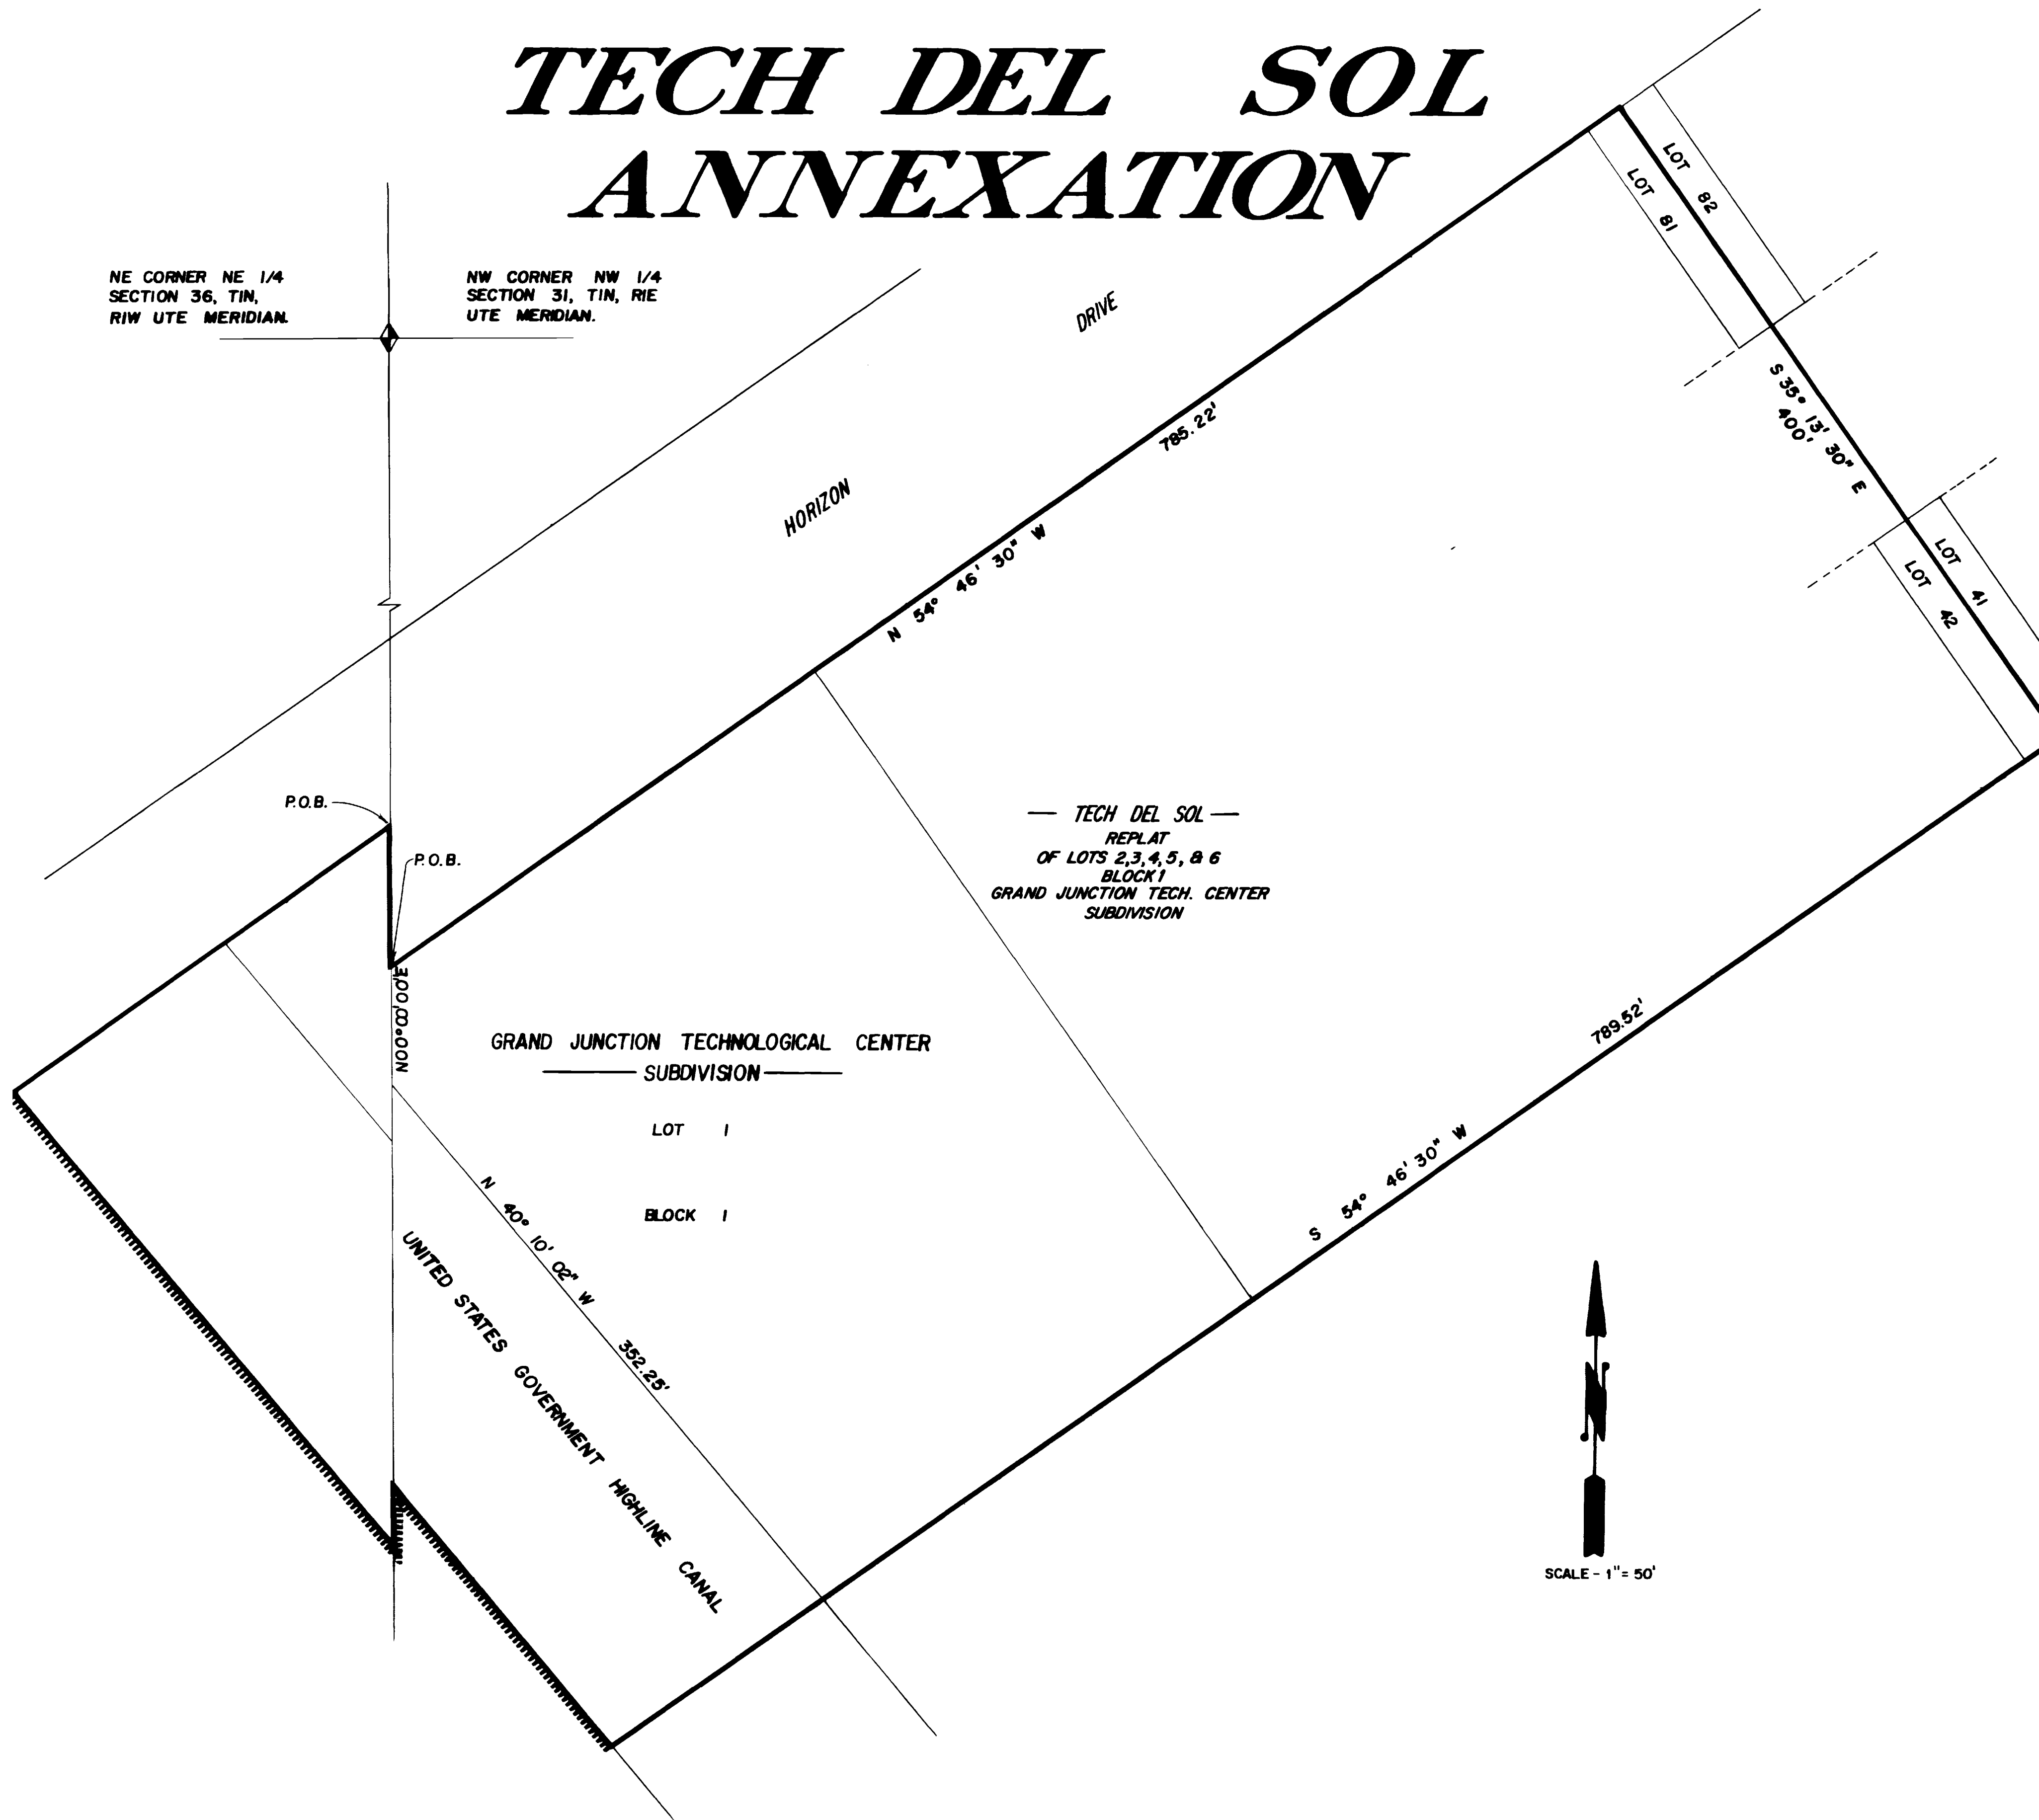 TECH DEL SOL
ANNEXATION
NE CORNER NE 1/4
SECTION 36, T1N,
R1W UTE MERIDIAN.
NW CORNER NW 1/4
SECTION 31, T1N, R1E
UTE MERIDIAN.
DRIVE
HORIZON
785.22'
N 54° 46' 30" W
LOT 82
LOT 81
S 35° 13' 30" E
400'
LOT 41
LOT 42
P.O.B.
P.O.B.
N00°00'00"E
— TECH DEL SOL —
REPLAT
OF LOTS 2,3,4,5, & 6
BLOCK 1
GRAND JUNCTION TECH. CENTER
SUBDIVISION
GRAND JUNCTION TECHNOLOGICAL CENTER
SUBDIVISION
LOT 1
BLOCK 1
789.52'
S 54° 46' 30" W
N 40° 10' 02" W
352.25'
UNITED STATES GOVERNMENT HIGHLINE CANAL
N
SCALE - 1" = 50'